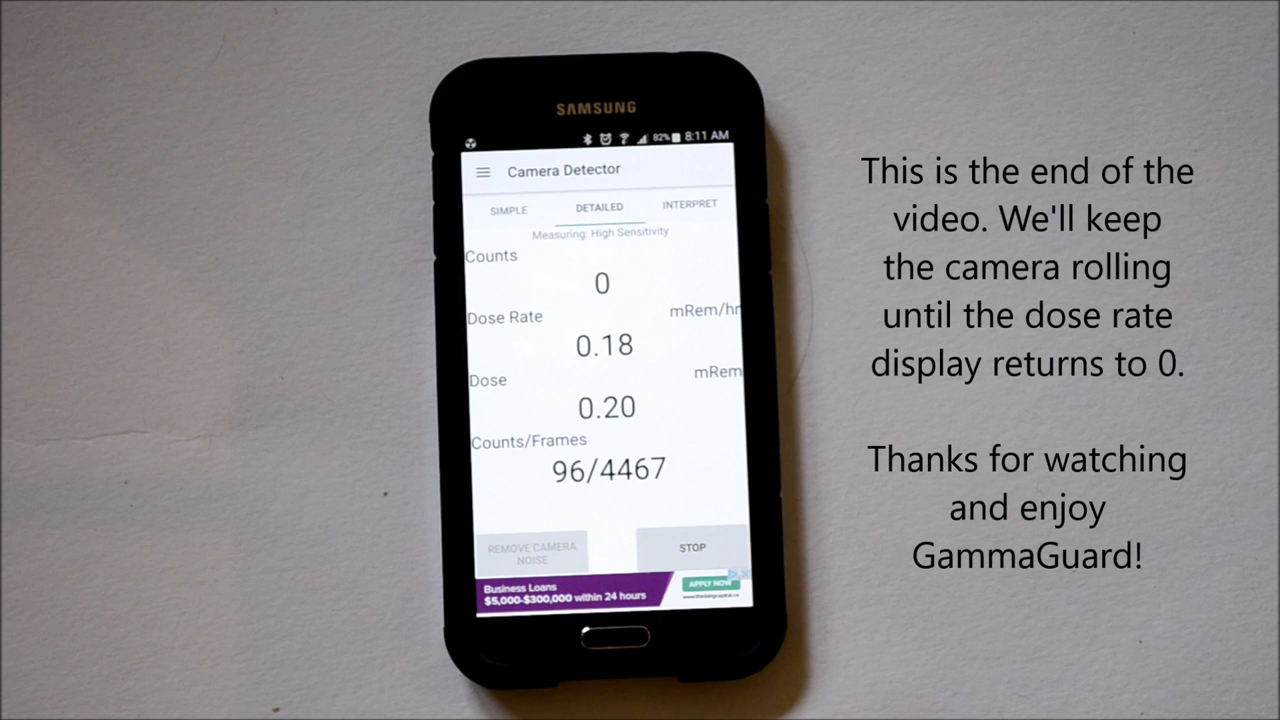 SAMSUNG
82% 8:11 AM
Camera Detector
SIMPLE DETAILED INTERPRET
Measuring: High Sensitivity
Counts
0
Dose Rate mRem/hr
0.18
Dose mRem
0.20
Counts/Frames
96/4467
REMOVE CAMERA
NOISE
STOP
Business Loans
$5,000-$300,000 within 24 hours
APPLY NOW
This is the end of the
video. We'll keep
the camera rolling
until the dose rate
display returns to 0.
Thanks for watching
and enjoy
GammaGuard!